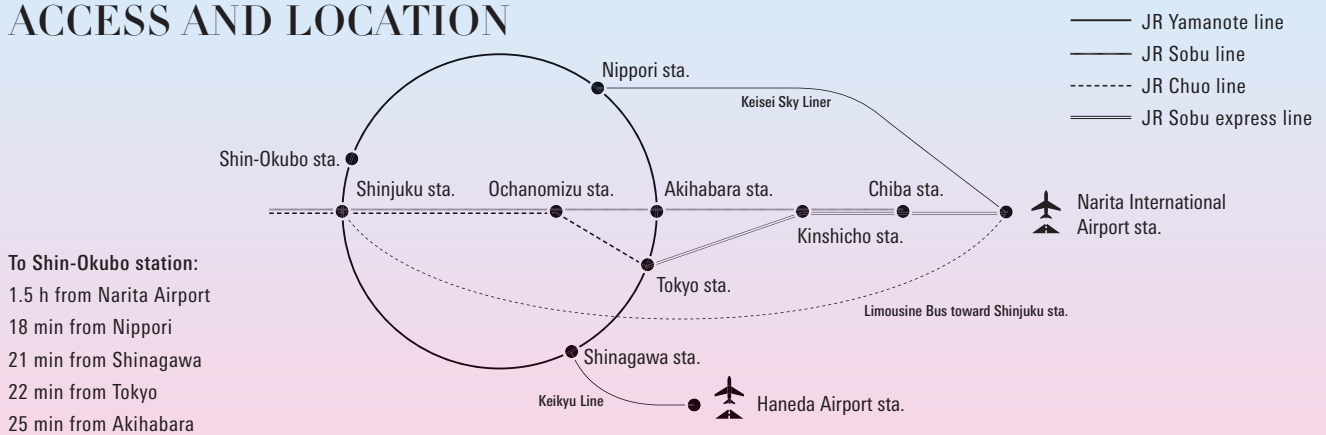 ACCESS AND LOCATION
JR Yamanote line
JR Sobu line
JR Chuo line
JR Sobu express line
Nippori sta.
Keisei Sky Liner
Shin-Okubo sta.
Shinjuku sta.
Ochanomizu sta.
Akihabara sta.
Chiba sta.
Narita International
Airport sta.
Kinshicho sta.
Tokyo sta.
Limousine Bus toward Shinjuku sta.
Shinagawa sta.
Keikyu Line
Haneda Airport sta.
To Shin-Okubo station:
1.5 h from Narita Airport
18 min from Nippori
21 min from Shinagawa
22 min from Tokyo
25 min from Akihabara